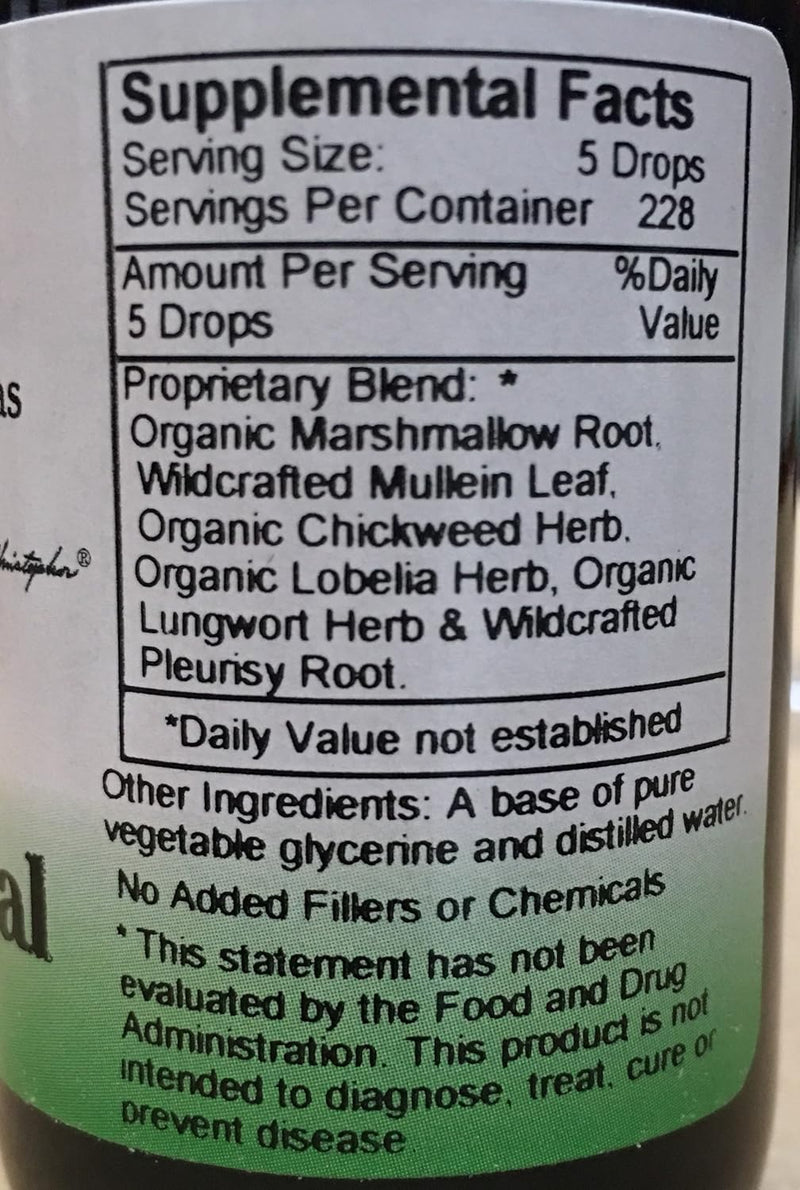 Supplemental Facts
Serving Size: 5 Drops
Servings Per Container 228
Amount Per Serving %Daily
5 Drops Value
Proprietary Blend: *
Organic Marshmallow Root,
Wildcrafted Mullein Leaf,
Organic Chickweed Herb,
Organic Lobelia Herb, Organic
Lungwort Herb & Wildcrafted
Pleurisy Root.
*Daily Value not established
Other Ingredients: A base of pure
vegetable glycerine and distilled water.
No Added Fillers or Chemicals
*This statement has not been
evaluated by the Food and Drug
Administration. This product is not
intended to diagnose, treat, cure or
prevent disease